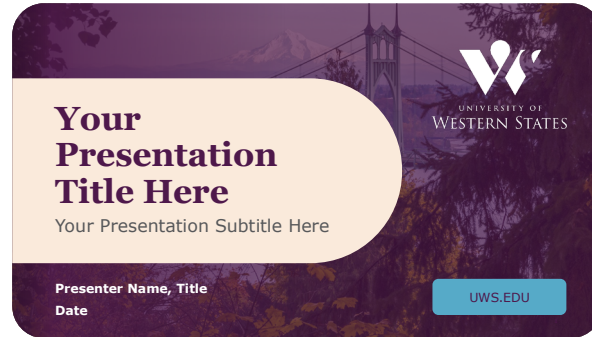 UNIVERSITY OF
WESTERN STATES
Your
Presentation
Title Here
Your Presentation Subtitle Here
Presenter Name, Title
Date
UWS.EDU